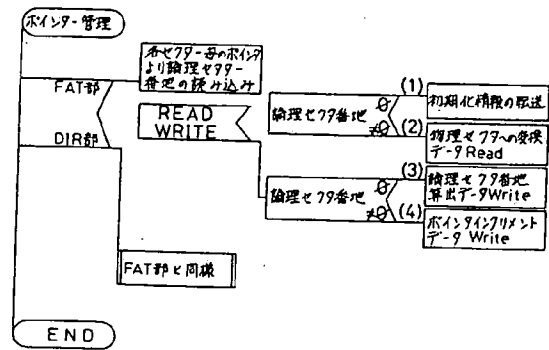 ポインター管理
各セクター毎のポインタ
より論理セクター
番地の読み込み
FAT部
READ
WRITE
論理セクタ番地
0
≠0
(1)
初期化情報の転送
(2)
物理セクタへの変換
データRead
DIR部
論理セクタ番地
0
≠0
(3)
論理セクタ番地
算出データWrite
(4)
ポインタインクリメント
データ Write
FAT部と同様
END